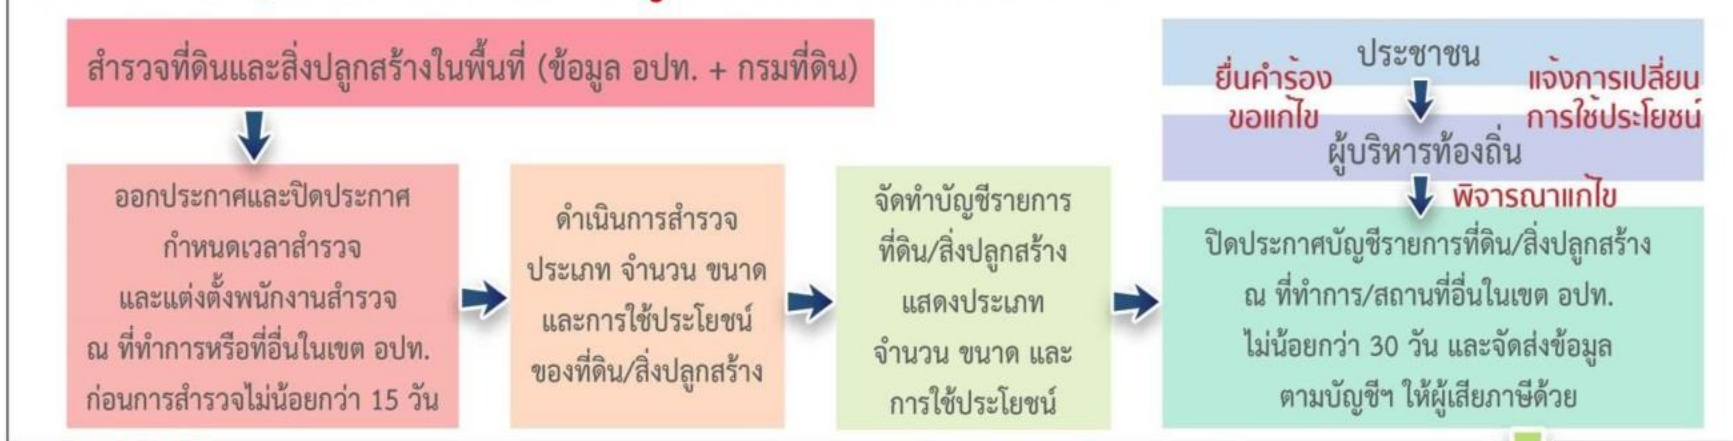 สำรวจที่ดินและสิ่งปลูกสร้างในพื้นที่ (ข้อมูล อปท. + กรมที่ดิน)
ออกประกาศและปิดประกาศ
กำหนดเวลาสำรวจ
และแต่งตั้งพนักงานสำรวจ
ณ ที่ทำการหรือที่อื่นในเขต อปท.
ก่อนการสำรวจไม่น้อยกว่า 15 วัน
ดำเนินการสำรวจ
ประเภท จำนวน ขนาด
และการใช้ประโยชน์
ของที่ดิน/สิ่งปลูกสร้าง
จัดทำบัญชีรายการ
ที่ดิน/สิ่งปลูกสร้าง
แสดงประเภท
จำนวน ขนาด และ
การใช้ประโยชน์
ประชาชน
ยื่นคำร้อง
ขอแก้ไข
แจ้งการเปลี่ยน
การใช้ประโยชน์
ผู้บริหารท้องถิ่น
พิจารณาแก้ไข
ปิดประกาศบัญชีรายการที่ดิน/สิ่งปลูกสร้าง
ณ ที่ทำการ/สถานที่อื่นในเขต อปท.
ไม่น้อยกว่า 30 วัน และจัดส่งข้อมูล
ตามบัญชีฯ ให้ผู้เสียภาษีด้วย